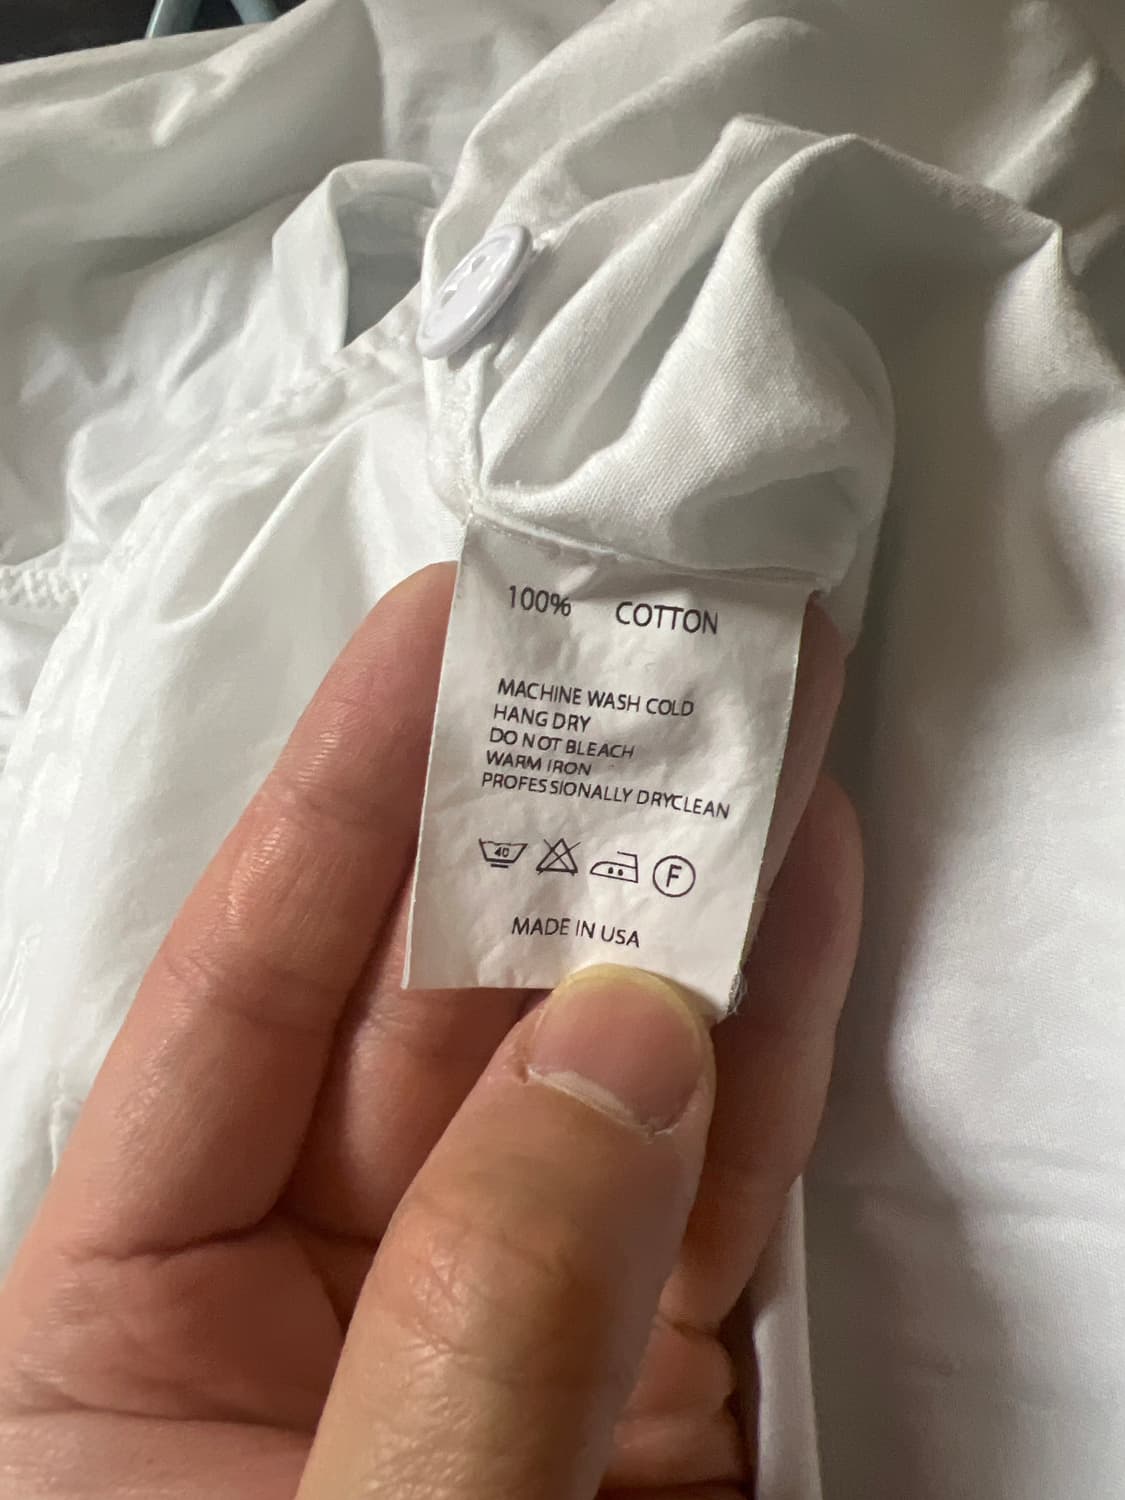 100% COTTON
MACHINE WASH COLD
HANG DRY
DO NOT BLEACH
WARM IRON
PROFESSIONALLY DRYCLEAN
40 F
MADE IN USA